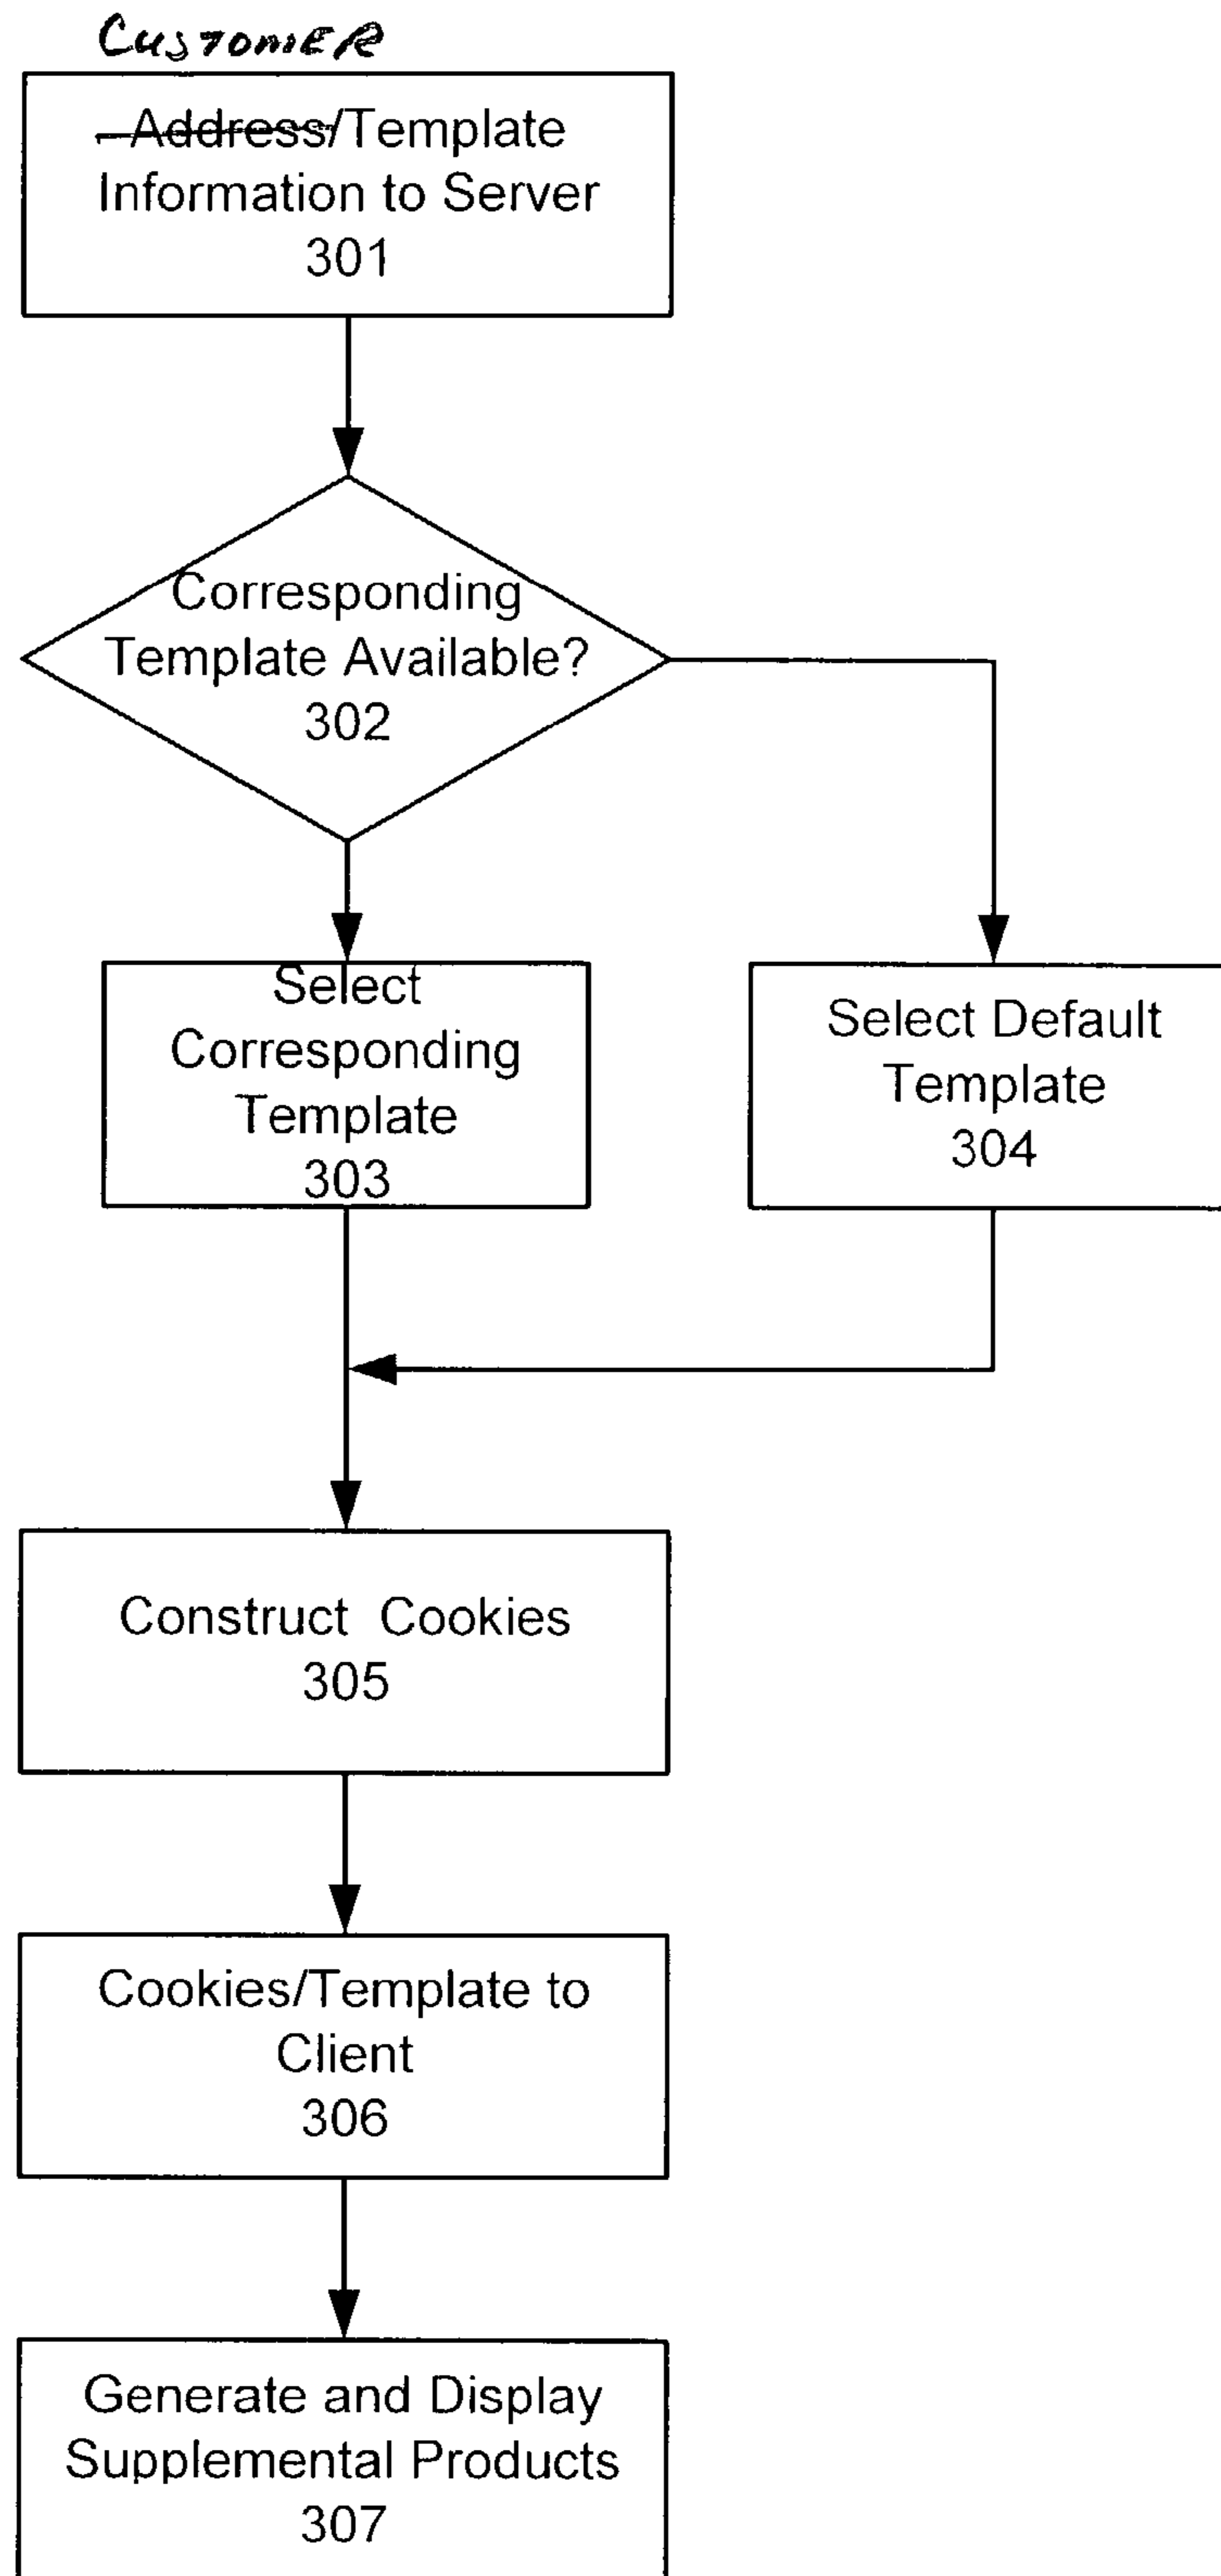 CUSTOMER
Address/Template
Information to Server
301
Corresponding
Template Available?
302
Select
Corresponding
Template
303
Select Default
Template
304
Construct Cookies
305
Cookies/Template to
Client
306
Generate and Display
Supplemental Products
307